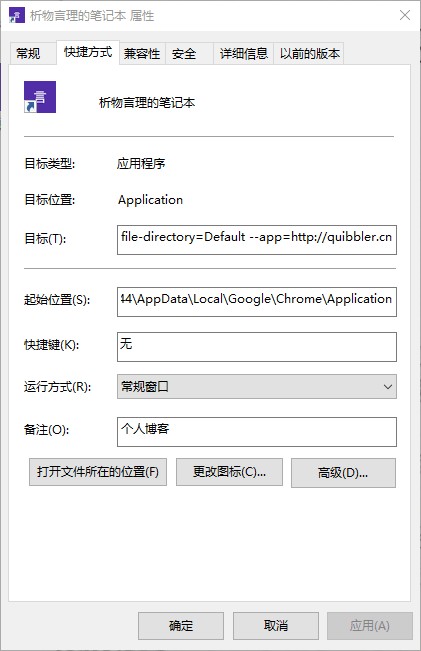 析物言理的笔记本 属性
常规 快捷方式 兼容性 安全 详细信息 以前的版本
言 析物言理的笔记本
目标类型: 应用程序
目标位置: Application
目标(T): file-directory=Default --app=http://quibbler.cn
起始位置(S): 44\AppData\Local\Google\Chrome\Application
快捷键(K): 无
运行方式(R): 常规窗口
备注(O): 个人博客
打开文件所在的位置(F) 更改图标(C)... 高级(D)...
确定 取消 应用(A)